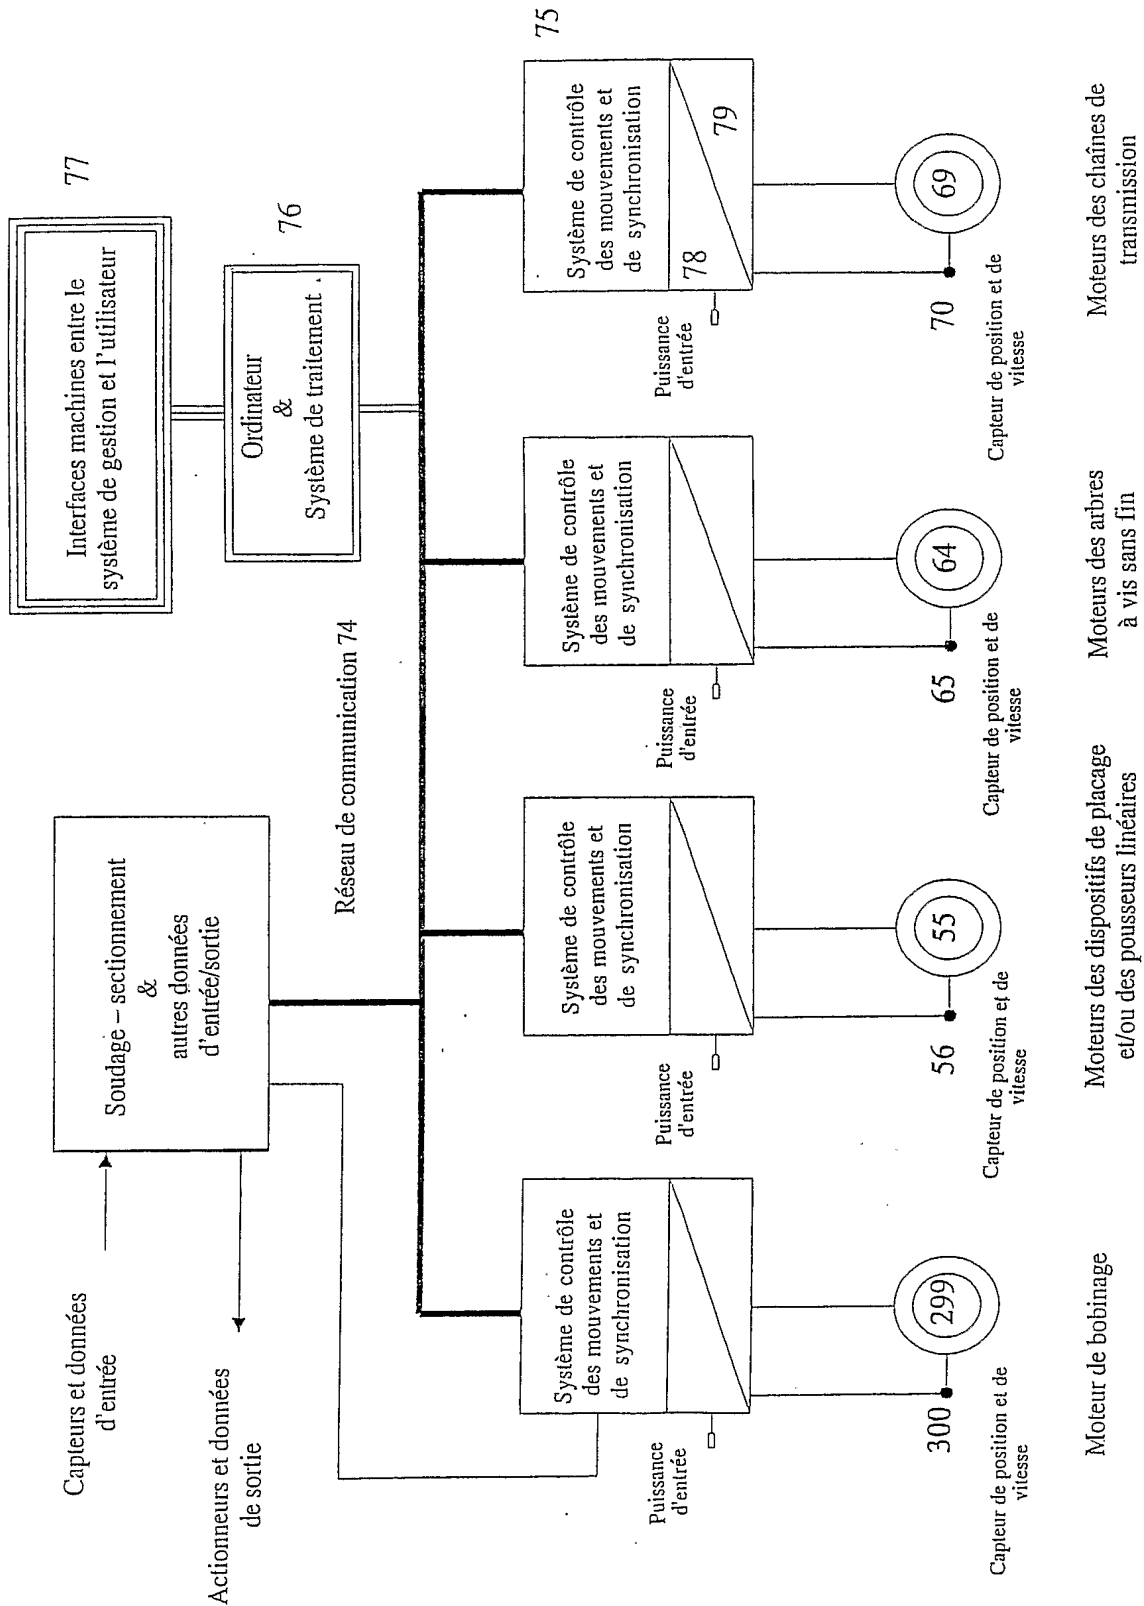 77
Interfaces machines entre le
système de gestion et l'utilisateur
76
Ordinateur
&
Système de traitement
Capteurs et données
d'entrée
Actionneurs et données
de sortie
Soudage – sectionnement
&
autres données
d'entrée/sortie
Réseau de communication 74
75
Système de contrôle
des mouvements et
de synchronisation
Puissance
d'entrée
300
299
Capteur de position et de
vitesse
Moteur de bobinage
Système de contrôle
des mouvements et
de synchronisation
Puissance
d'entrée
56
55
Capteur de position et de
vitesse
Moteurs des dispositifs de placage
et/ou des pousseurs linéaires
Système de contrôle
des mouvements et
de synchronisation
Puissance
d'entrée
65
64
Capteur de position et de
vitesse
Moteurs des arbres
à vis sans fin
Système de contrôle
des mouvements et
de synchronisation
78
79
Puissance
d'entrée
70
69
Capteur de position et de
vitesse
Moteurs des chaînes de
transmission